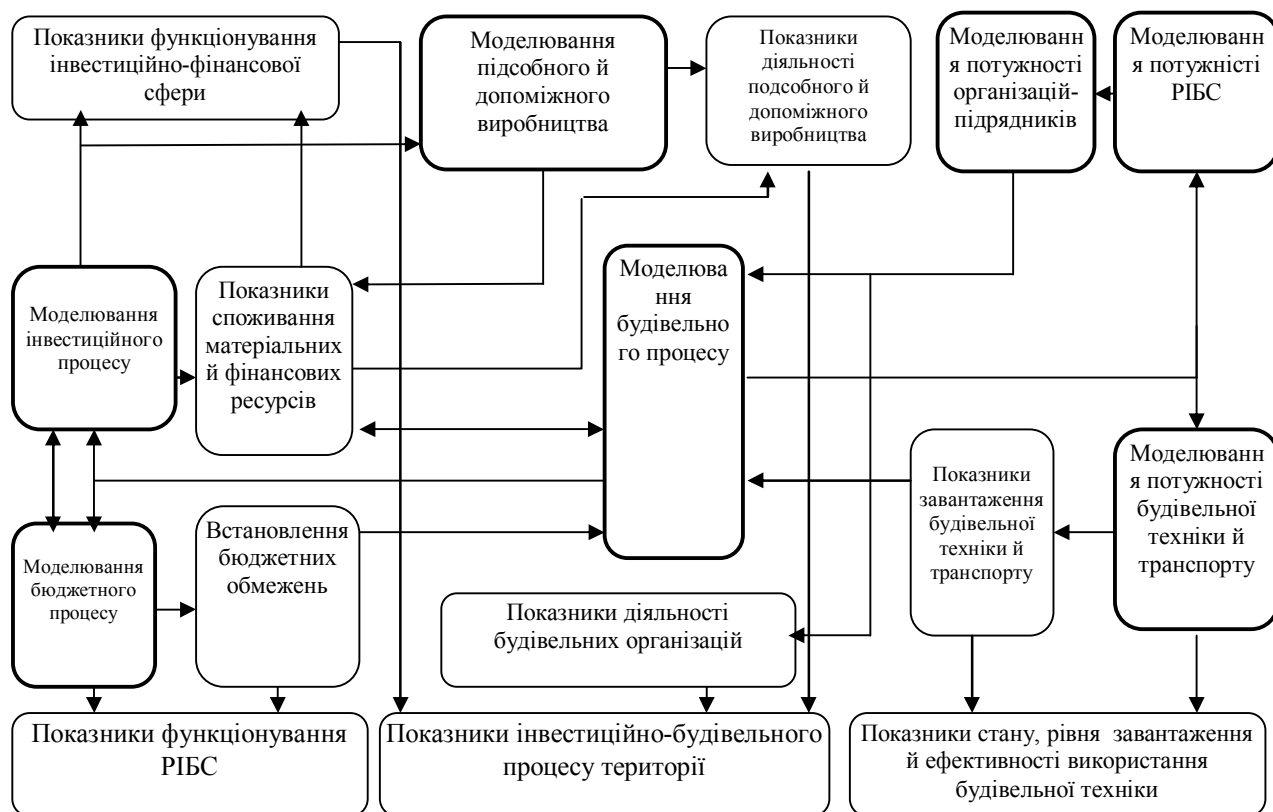 Показники функціонування
інвестиційно-фінансової
сфери
Моделювання
підсобного й
допоміжного
виробництва
Показники
діяльності
подсобного й
допоміжного
виробництва
Моделюванн
я потужності
організацій-
підрядників
Моделюванн
я потужністі
РІБС
Моделювання
інвестиційного
процесу
Показники
споживання
матеріальних
й фінансових
ресурсів
Моделюва
ння
будівельно
го процесу
Показники
завантаження
будівельної
техніки й
транспорту
Моделюванн
я потужності
будівельної
техніки й
транспорту
Моделювання
бюджетного
процесу
Встановлення
бюджетних
обмежень
Показники діяльності
будівельних організацій
Показники функціонування
РІБС
Показники інвестиційно-будівельного
процесу території
Показники стану, рівня завантаження
й ефективності використання
будівельної техніки